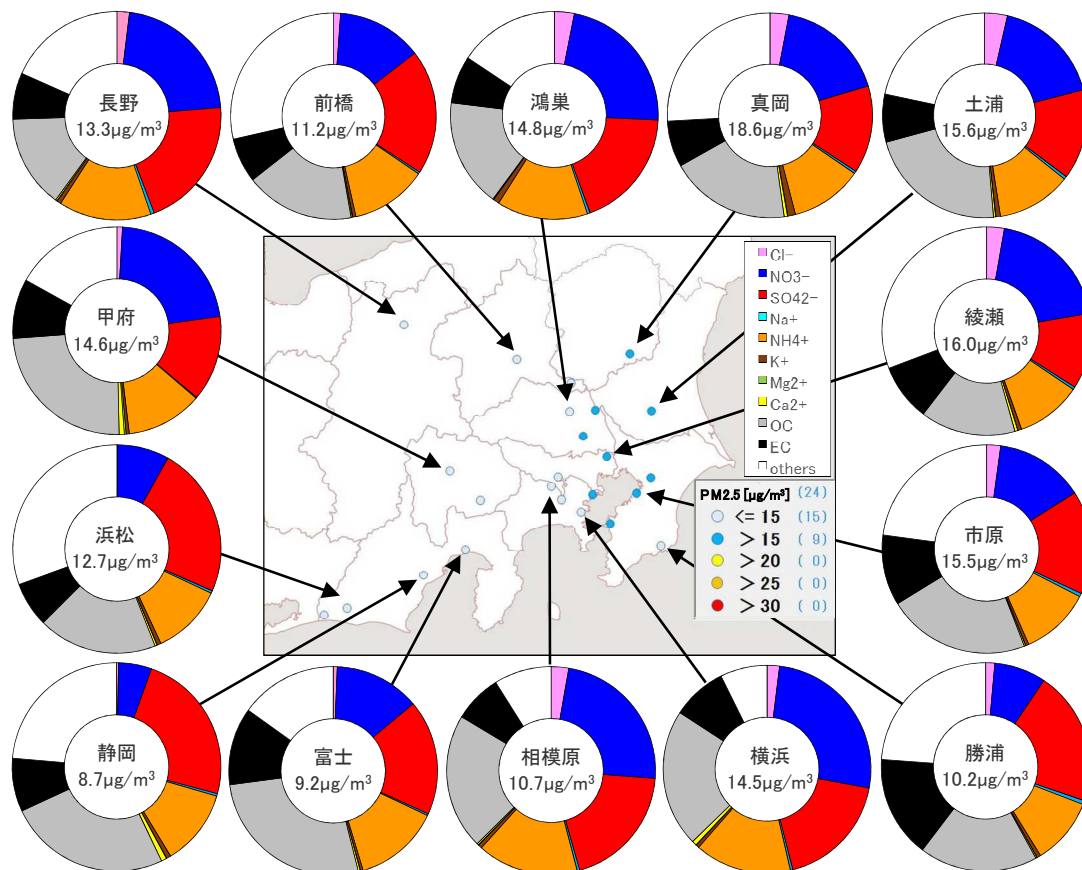 長野
13.3μg/m³
前橋
11.2μg/m³
鴻巣
14.8μg/m³
真岡
18.6μg/m³
土浦
15.6μg/m³
甲府
14.6μg/m³
Cl-
NO3-
SO42-
Na+
NH4+
K+
Mg2+
Ca2+
OC
EC
others
綾瀬
16.0μg/m³
浜松
12.7μg/m³
PM2.5 [μg/m³] (24)
<= 15 (15)
> 15 ( 9)
> 20 ( 0)
> 25 ( 0)
> 30 ( 0)
市原
15.5μg/m³
静岡
8.7μg/m³
富士
9.2μg/m³
相模原
10.7μg/m³
横浜
14.5μg/m³
勝浦
10.2μg/m³